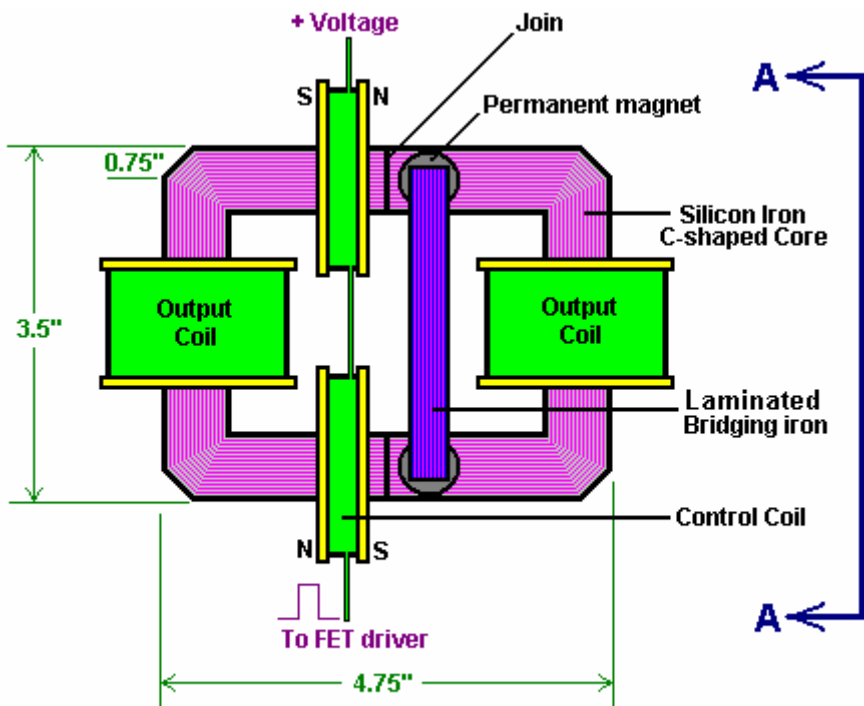 + Voltage
Join
A
S
N
Permanent magnet
0.75"
Silicon Iron
C-shaped Core
Output
Coil
Output
Coil
3.5"
Laminated
Bridging iron
Control Coil
N
S
A
To FET driver
4.75"